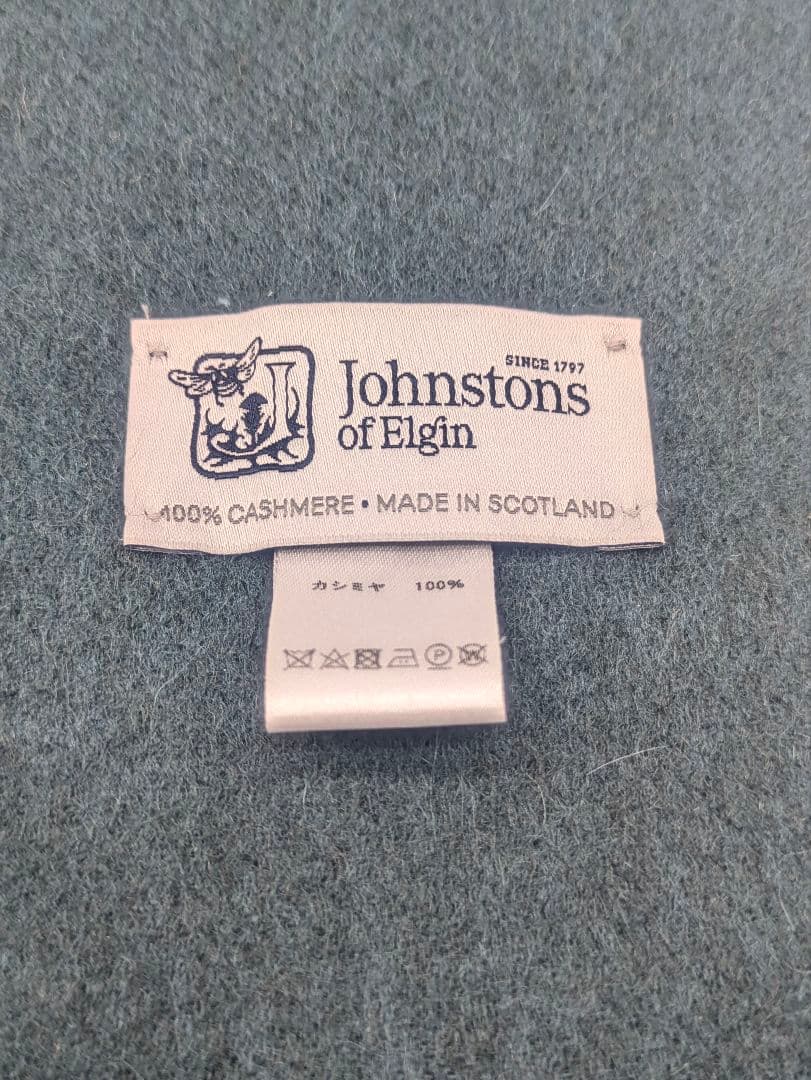 SINCE 1797
Johnstons
of Elgin
100% CASHMERE • MADE IN SCOTLAND
カシミヤ 100%